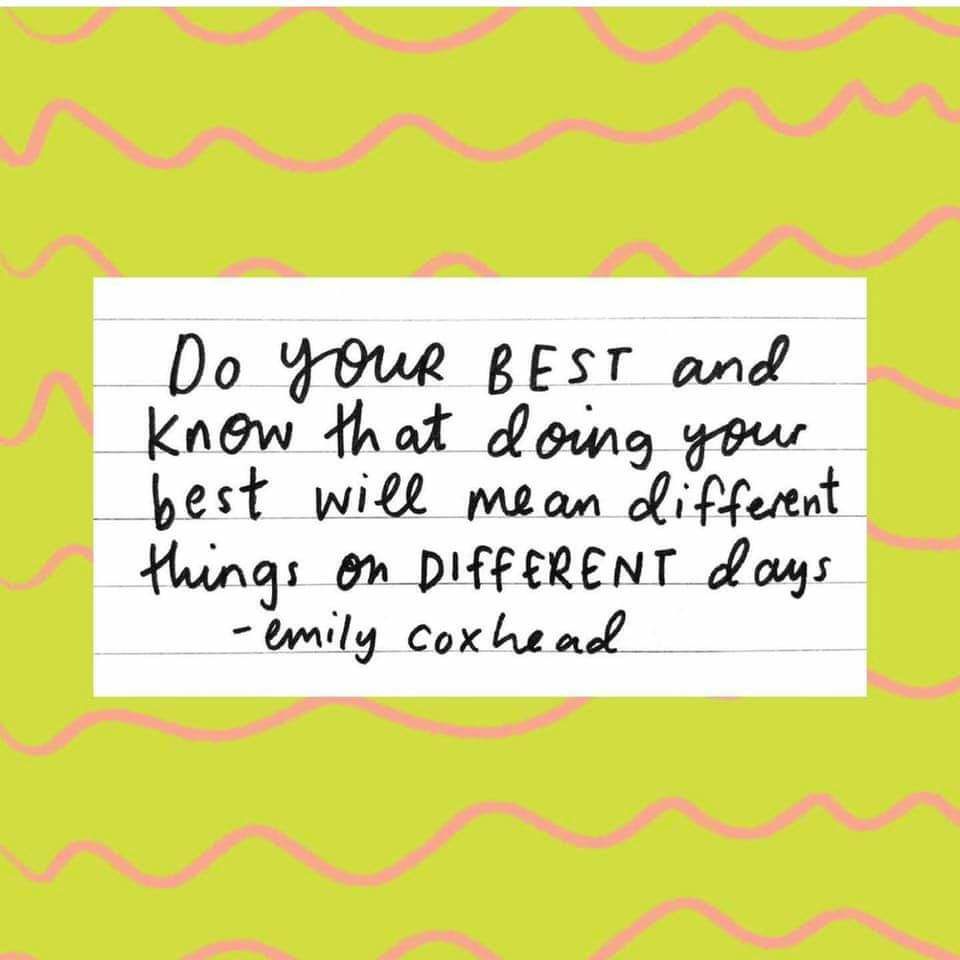 Do YOUR BEST and
know that doing your
best will mean different
things on DIFFERENT days
-emily coxhead